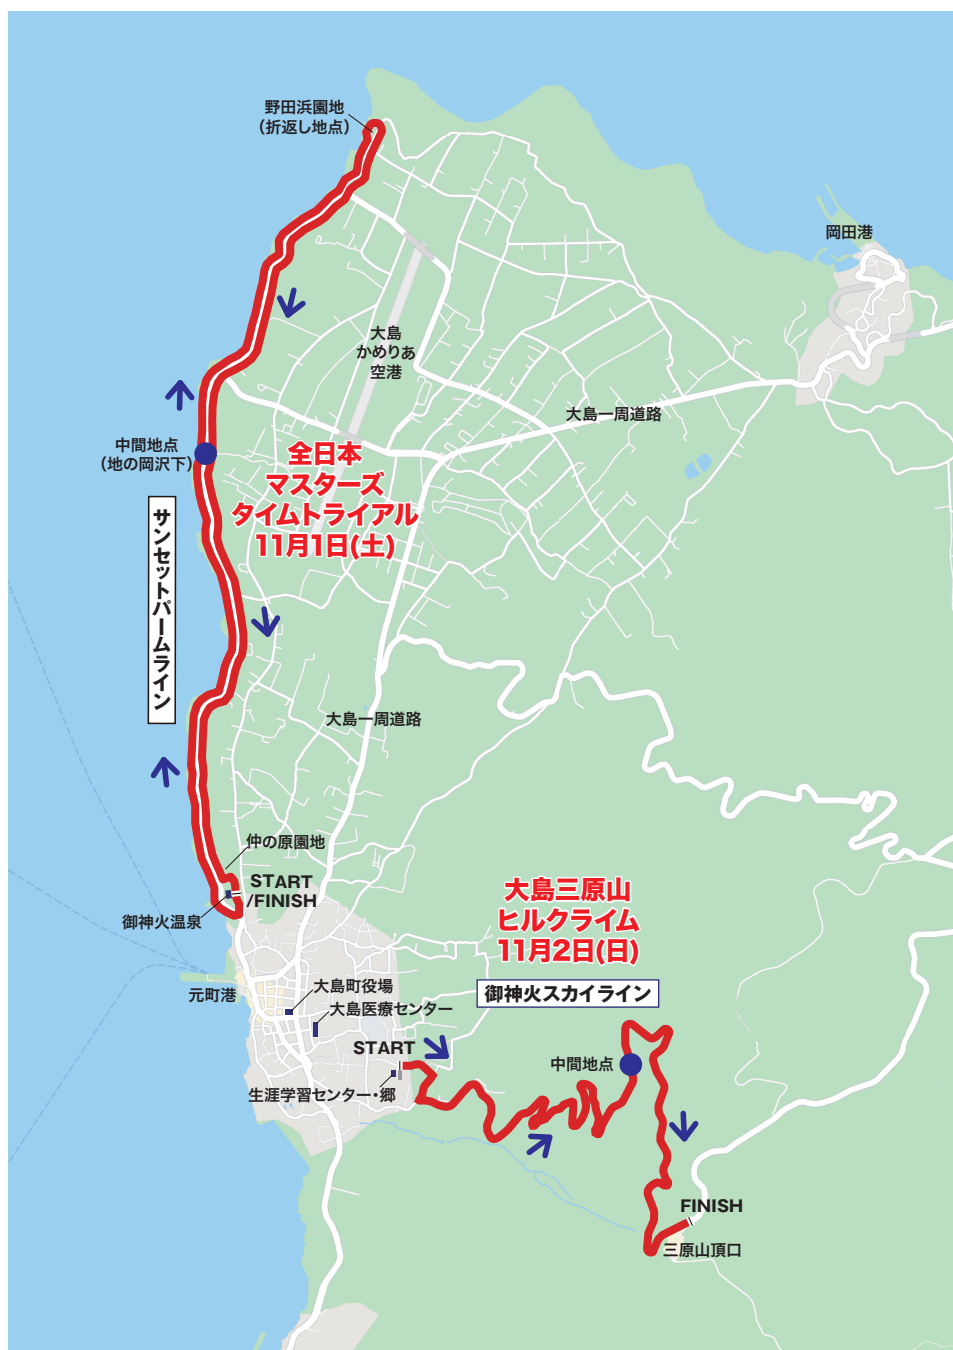 野田浜園地
(折返し地点)
岡田港
大島
かめりあ
空港
大島一周道路
中間地点
(地の岡沢下)
全日本
マスターズ
タイムトライアル
11月1日(土)
サンセットパームライン
大島一周道路
仲の原園地
START
/FINISH
御神火温泉
大島三原山
ヒルクライム
11月2日(日)
御神火スカイライン
元町港
大島町役場
大島医療センター
START
中間地点
生涯学習センター・郷
FINISH
三原山頂口